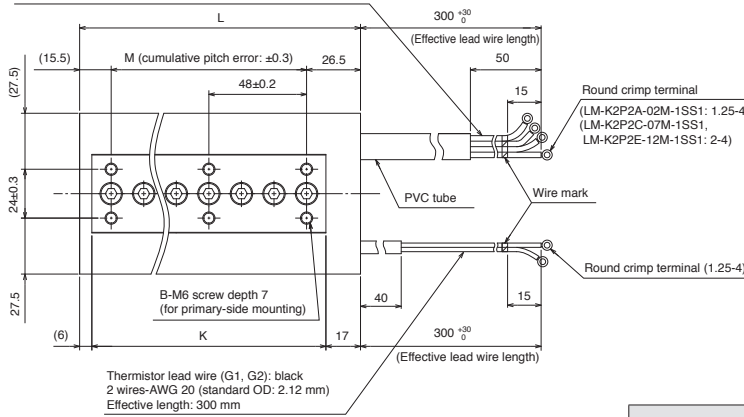 L
300 +30 0
(Effective lead wire length)
(15.5)
M (cumulative pitch error: ±0.3)
26.5
50
48±0.2
15
(27.5)
Round crimp terminal
(LM-K2P2A-02M-1SS1: 1.25-4
(LM-K2P2C-07M-1SS1,
LM-K2P2E-12M-1SS1: 2-4)
24±0.3
PVC tube
Wire mark
27.5
B-M6 screw depth 7
(for primary-side mounting)
40
15
Round crimp terminal (1.25-4)
(6)
K
17
300 +30 0
(Effective lead wire length)
Thermistor lead wire (G1, G2): black
2 wires-AWG 20 (standard OD: 2.12 mm)
Effective length: 300 mm